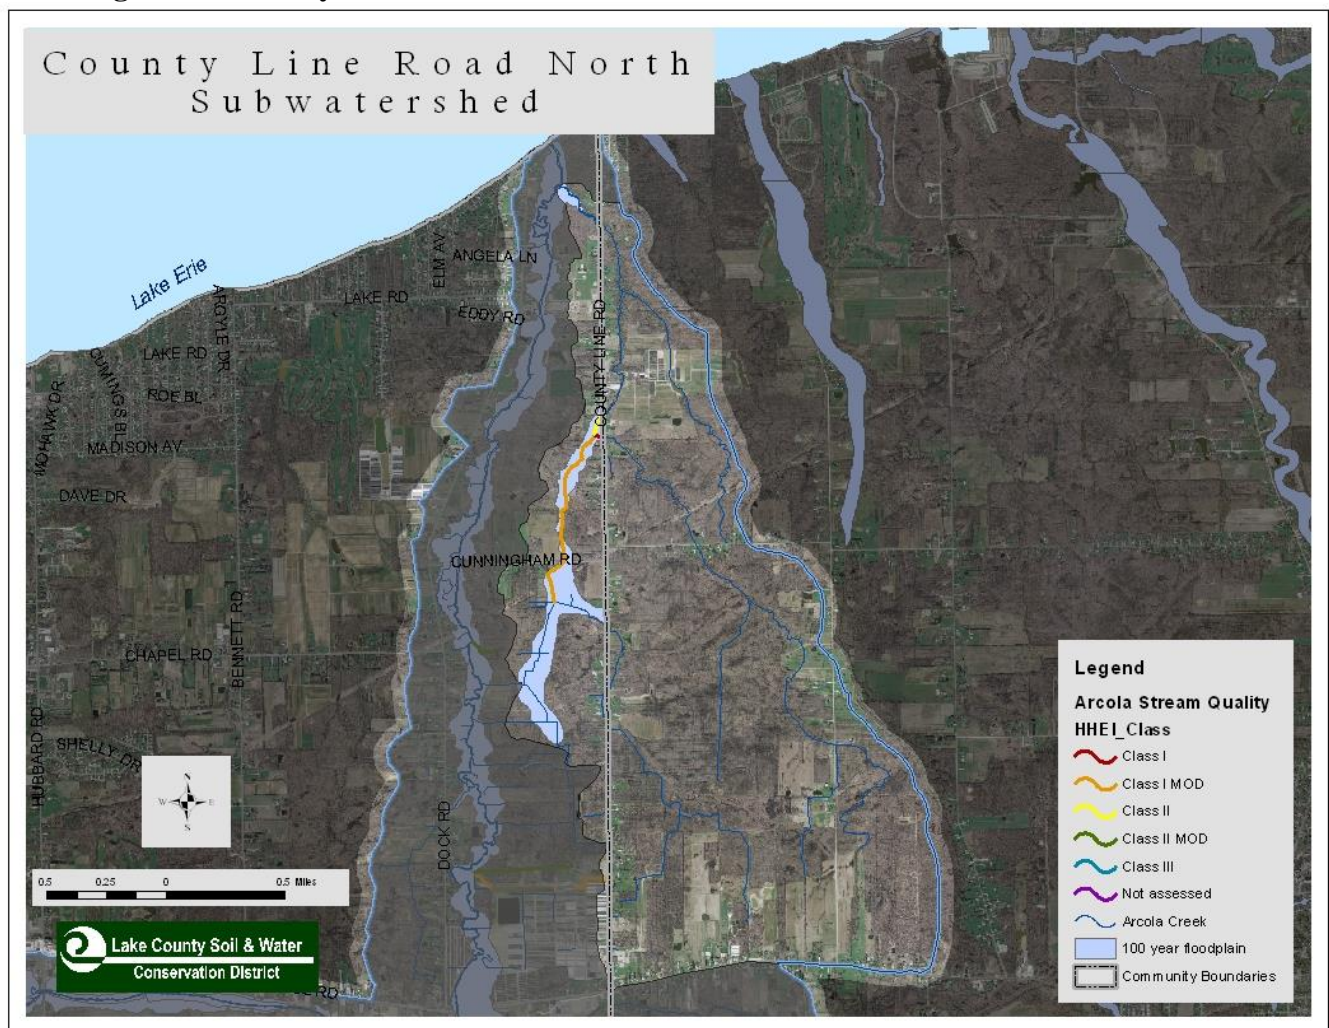 County Line Road North
Subwatershed
Lake Erie
ELM AV
ANGELA LN
ARGYLE DR
LAKE RD
EDDY RD
COUNTY LINE RD
LAKE RD
CUMINGS BL
ROE BL
MOHAWK DR
MADISON AV
DAVE DR
CUNNINGHAM RD
BENNETT RD
CHAPEL RD
HUBBARD RD
SHELLY DR
DOCK RD
N
W E
S
0.5 0.25 0 0.5 Miles
Lake County Soil & Water
Conservation District
RD
Legend
Arcola Stream Quality
HHEI_Class
Class I
Class I MOD
Class II
Class II MOD
Class III
Not assessed
Arcola Creek
100 year floodplain
Community Boundaries